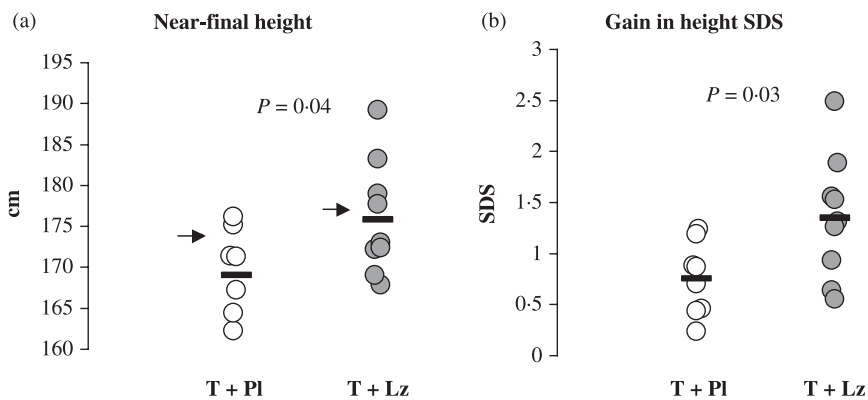 (a) Near-final height
195
190
185
180
175
170
165
160
cm
P = 0·04
T + Pl T + Lz
(b) Gain in height SDS
3
2·5
2
1·5
1
0·5
0
SDS
P = 0·03
T + Pl T + Lz